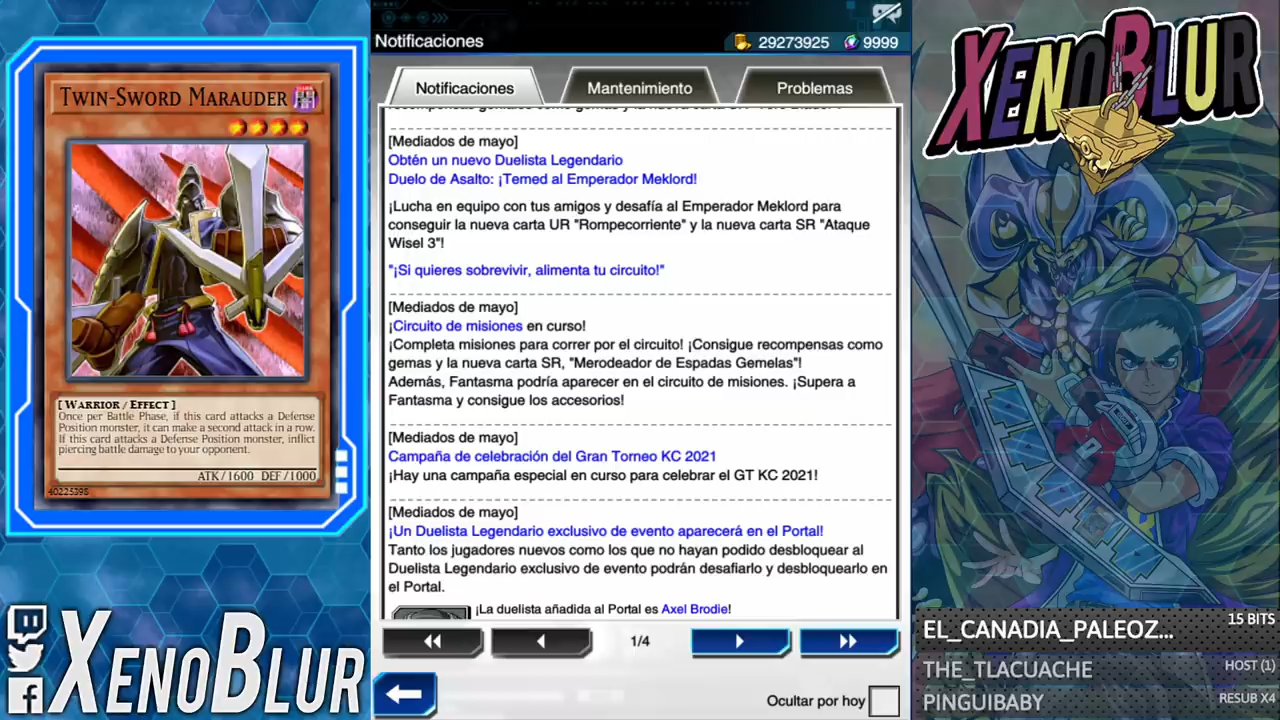 TWIN-SWORD MARAUDER
[ WARRIOR / EFFECT ]
Once per Battle Phase, if this card attacks a Defense
Position monster, it can make a second attack in a row.
If this card attacks a Defense Position monster, inflict
piercing battle damage to your opponent.
ATK/1600 DEF/1000
40225398
XENOBLUR
Notificaciones
29273925
9999
Notificaciones
Mantenimiento
Problemas
[Mediados de mayo]
Obtén un nuevo Duelista Legendario
Duelo de Asalto: ¡Temed al Emperador Meklord!
¡Lucha en equipo con tus amigos y desafía al Emperador Meklord para
conseguir la nueva carta UR "Rompecorriente" y la nueva carta SR "Ataque
Wisel 3"!
"¡Si quieres sobrevivir, alimenta tu circuito!"
[Mediados de mayo]
¡Circuito de misiones en curso!
¡Completa misiones para correr por el circuito! ¡Consigue recompensas como
gemas y la nueva carta SR, "Merodeador de Espadas Gemelas"!
Además, Fantasma podría aparecer en el circuito de misiones. ¡Supera a
Fantasma y consigue los accesorios!
[Mediados de mayo]
Campaña de celebración del Gran Torneo KC 2021
¡Hay una campaña especial en curso para celebrar el GT KC 2021!
[Mediados de mayo]
¡Un Duelista Legendario exclusivo de evento aparecerá en el Portal!
Tanto los jugadores nuevos como los que no hayan podido desbloquear al
Duelista Legendario exclusivo de evento podrán desafiarlo y desbloquearlo en
el Portal.
¡La duelista añadida al Portal es Axel Brodie!
1/4
Ocultar por hoy
XENOBLUR
EL_CANADIA_PALEOZ... 15 BITS
THE_TLACUACHE HOST (1)
PINGUIBABY RESUB X4